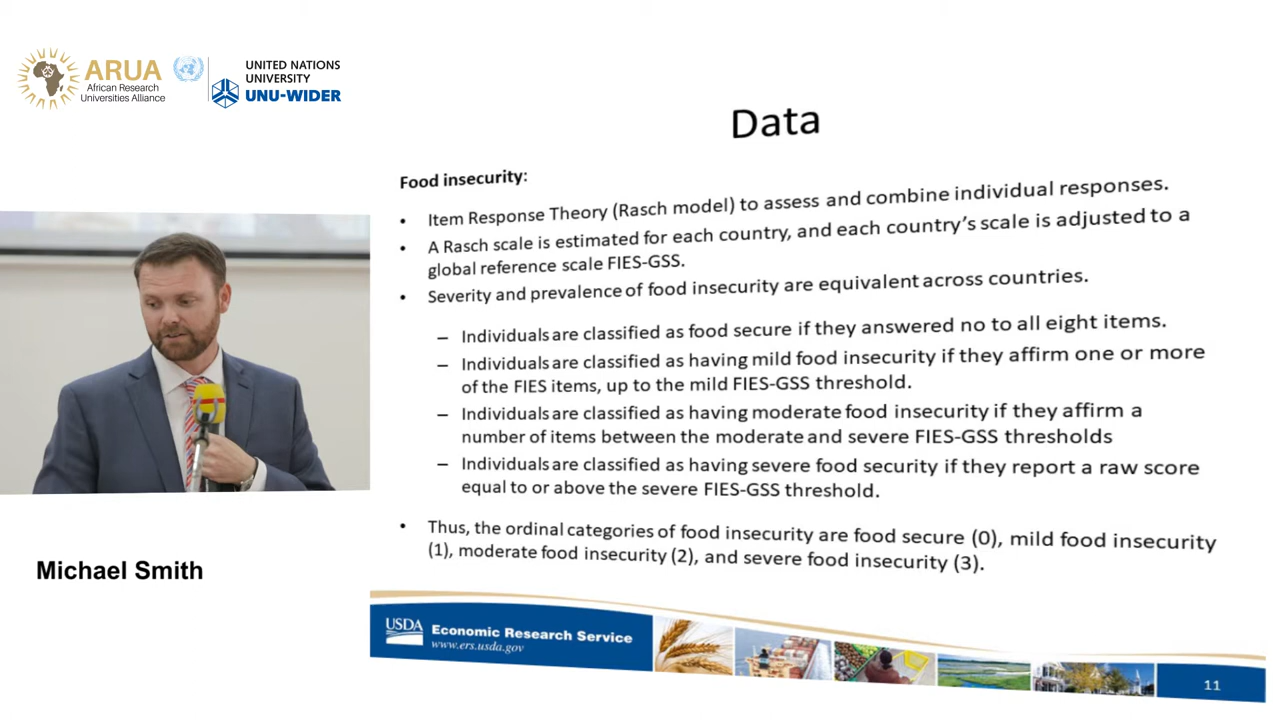 ARUA
African Research
Universities Alliance
UNITED NATIONS
UNIVERSITY
UNU-WIDER
Data
Food insecurity:
• Item Response Theory (Rasch model) to assess and combine individual responses.
• A Rasch scale is estimated for each country, and each country's scale is adjusted to a
global reference scale FIES-GSS.
• Severity and prevalence of food insecurity are equivalent across countries.
– Individuals are classified as food secure if they answered no to all eight items.
– Individuals are classified as having mild food insecurity if they affirm one or more
of the FIES items, up to the mild FIES-GSS threshold.
– Individuals are classified as having moderate food insecurity if they affirm a
number of items between the moderate and severe FIES-GSS thresholds
– Individuals are classified as having severe food security if they report a raw score
equal to or above the severe FIES-GSS threshold.
• Thus, the ordinal categories of food insecurity are food secure (0), mild food insecurity
(1), moderate food insecurity (2), and severe food insecurity (3).
Michael Smith
USDA Economic Research Service
www.ers.usda.gov
11